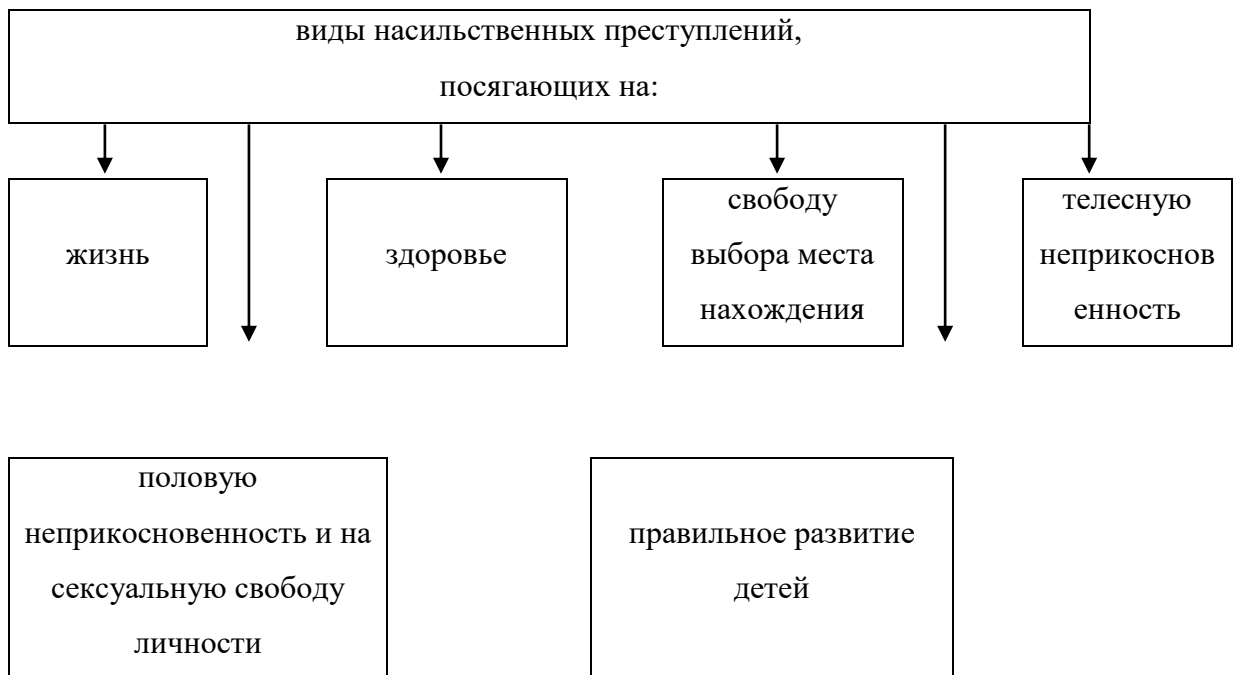 виды насильственных преступлений,
посягающих на:
жизнь
здоровье
свободу
выбора места
нахождения
телесную
неприкоснов
енность
половую
неприкосновенность и на
сексуальную свободу
личности
правильное развитие
детей